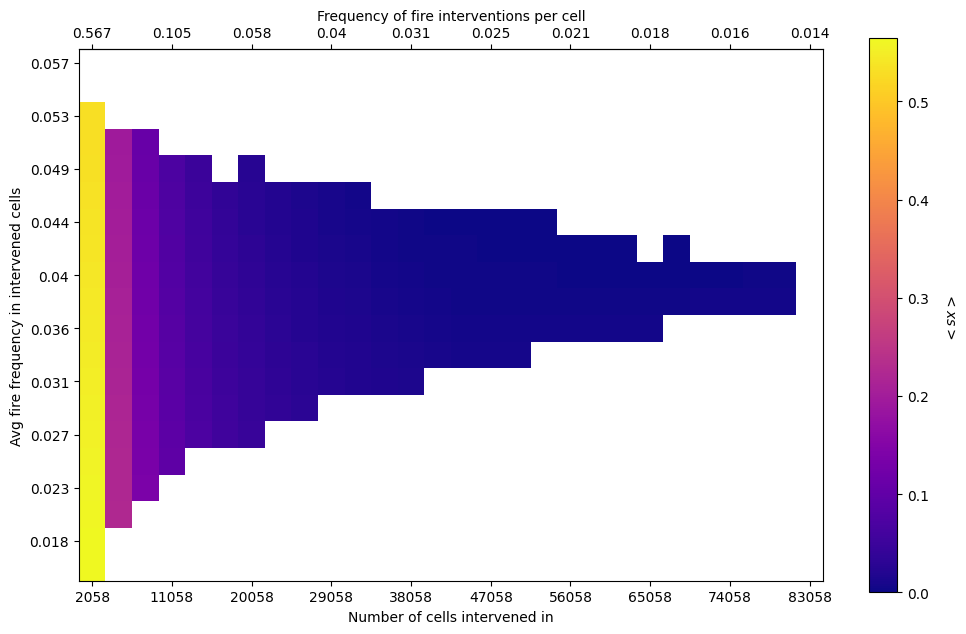 Frequency of fire interventions per cell
0.567 0.105 0.058 0.04 0.031 0.025 0.021 0.018 0.016 0.014
0.057
0.053
0.049
0.044
0.04
0.036
0.031
0.027
0.023
0.018
Avg fire frequency in intervened cells
2058 11058 20058 29058 38058 47058 56058 65058 74058 83058
Number of cells intervened in
0.5
0.4
0.3
0.2
0.1
0.0
< xs >